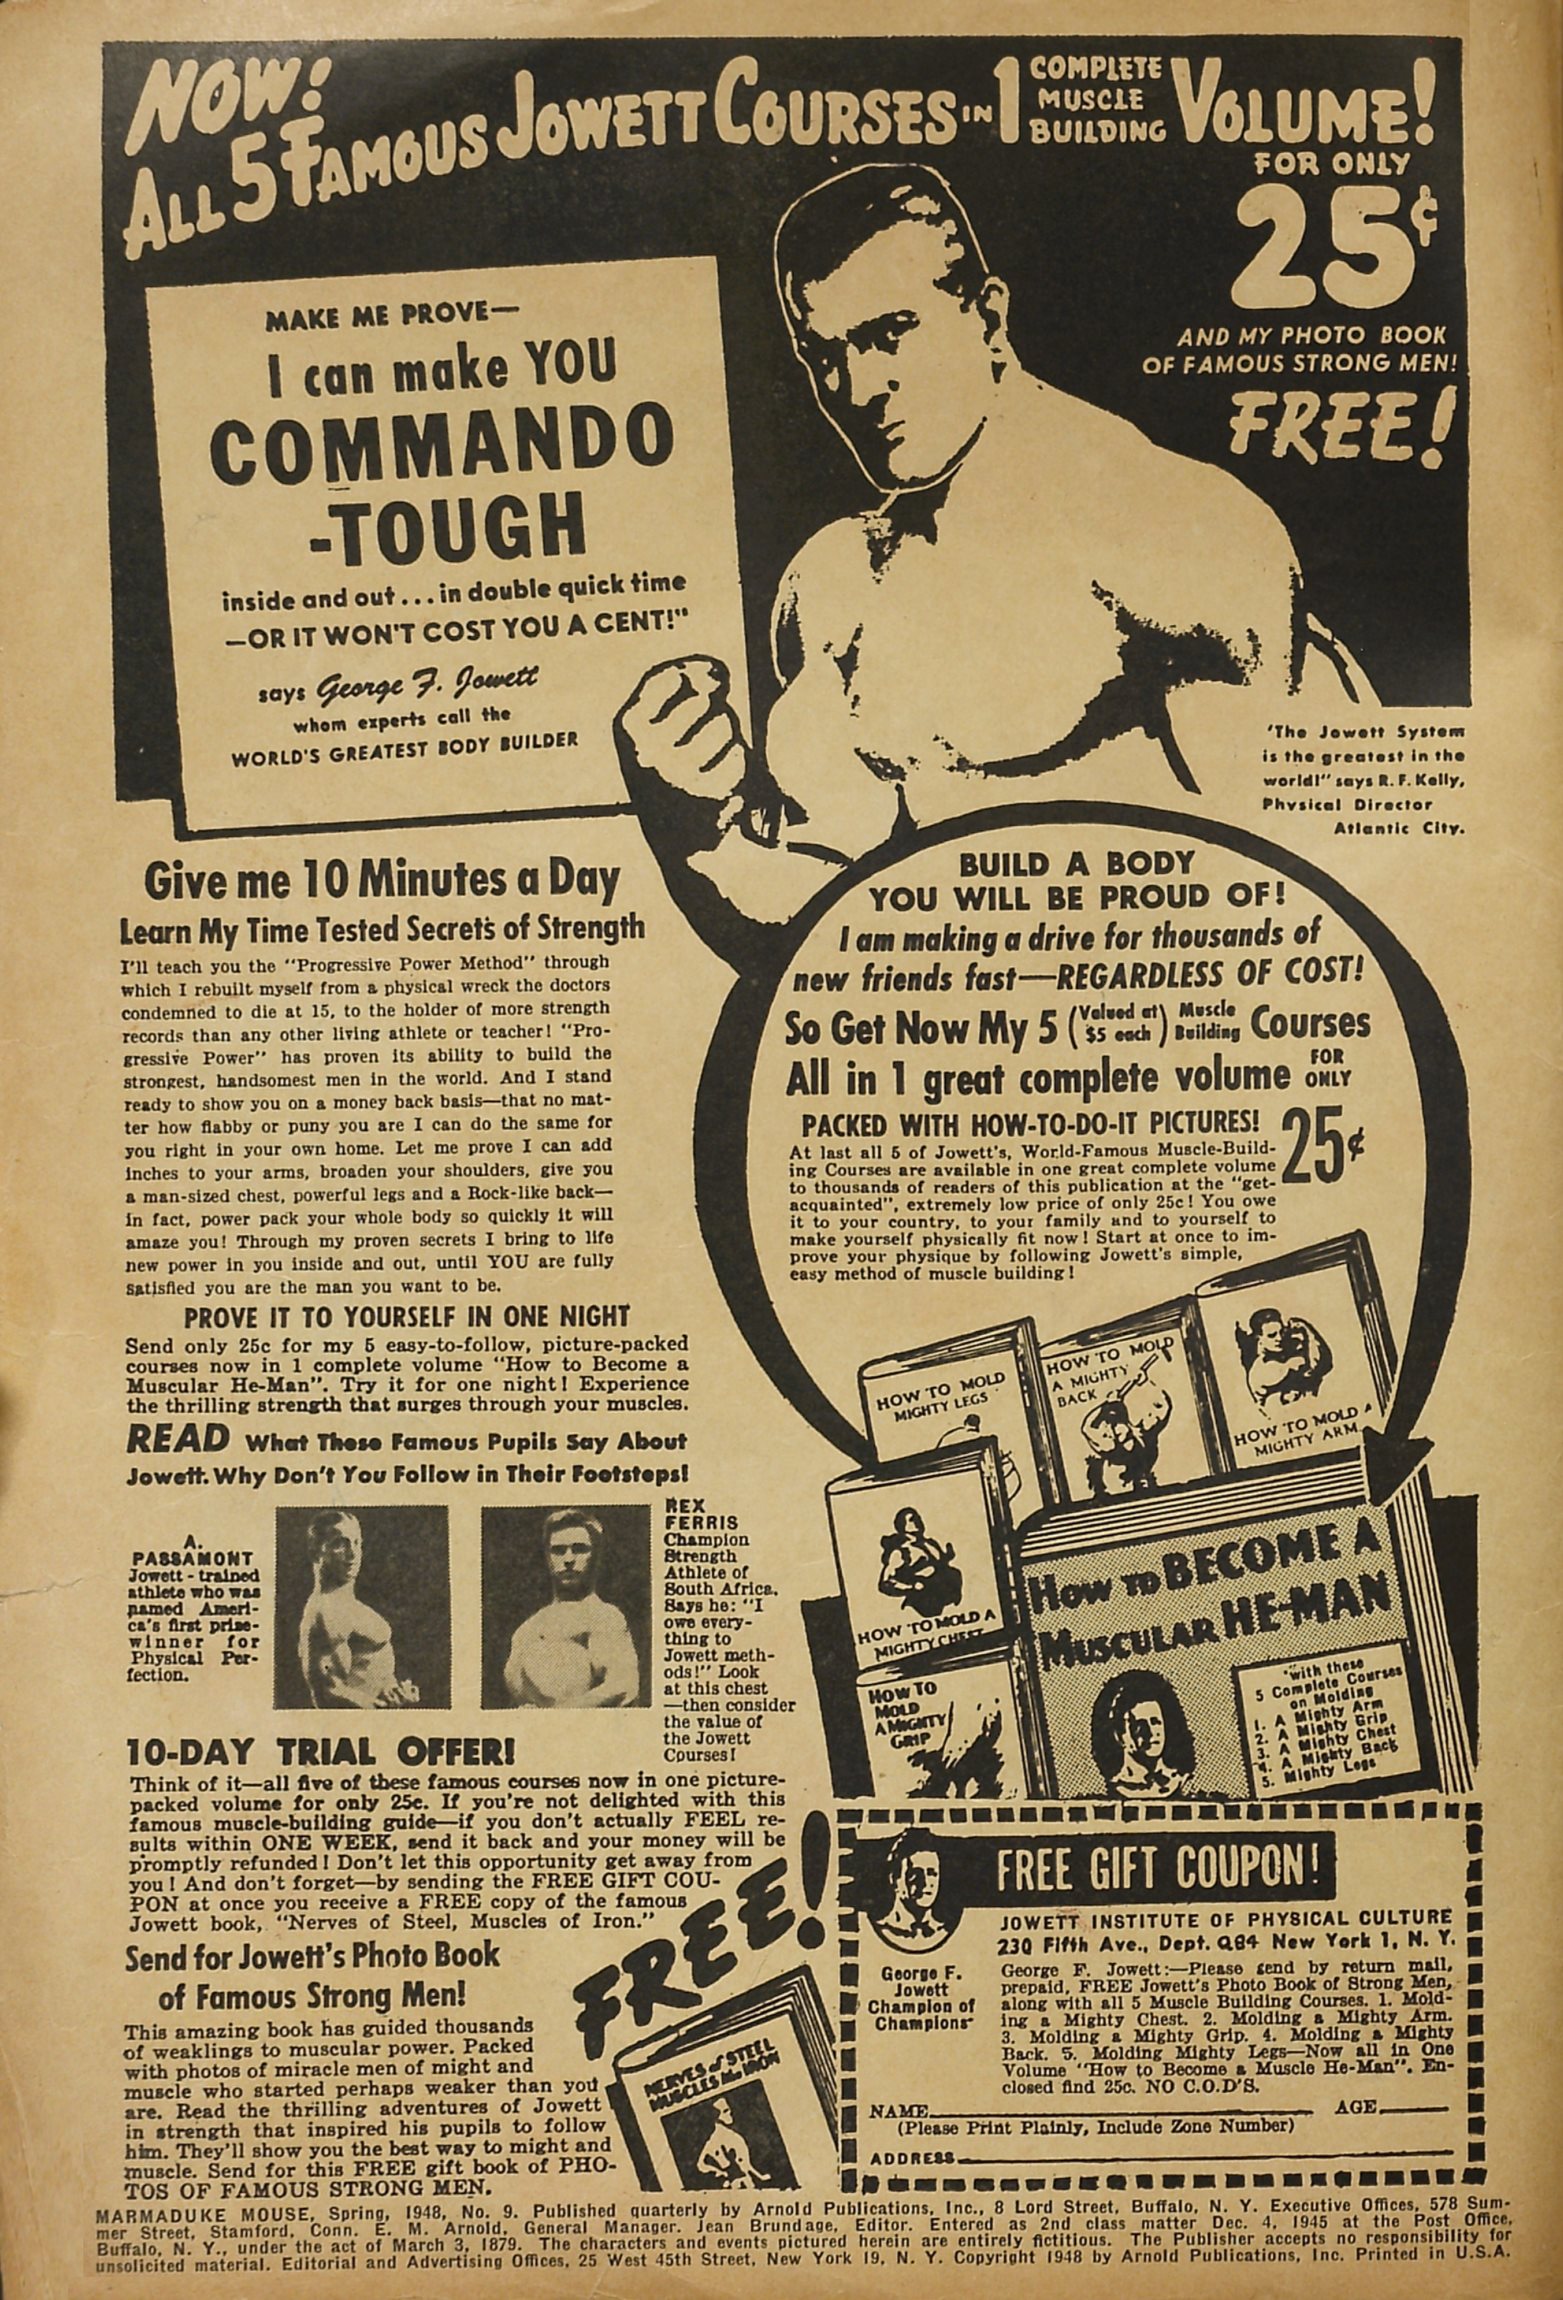 NOW!
ALL 5 FAMOUS JOWETT COURSES IN 1 COMPLETE MUSCLE BUILDING VOLUME!
FOR ONLY
25¢
AND MY PHOTO BOOK
OF FAMOUS STRONG MEN!
FREE!
MAKE ME PROVE—
I can make YOU
COMMANDO
-TOUGH
inside and out...in double quick time
—OR IT WON'T COST YOU A CENT!"
says George F. Jowett
whom experts call the
WORLD'S GREATEST BODY BUILDER
'The Jowett System
is the greatest in the
world!" says R. F. Kelly,
Physical Director
Atlantic City.
Give me 10 Minutes a Day
Learn My Time Tested Secrets of Strength
I'll teach you the "Progressive Power Method" through
which I rebuilt myself from a physical wreck the doctors
condemned to die at 15, to the holder of more strength
records than any other living athlete or teacher! "Pro-
gressive Power" has proven its ability to build the
strongest, handsomest men in the world. And I stand
ready to show you on a money back basis—that no mat-
ter how flabby or puny you are I can do the same for
you right in your own home. Let me prove I can add
inches to your arms, broaden your shoulders, give you
a man-sized chest, powerful legs and a Rock-like back—
in fact, power pack your whole body so quickly it will
amaze you! Through my proven secrets I bring to life
new power in you inside and out, until YOU are fully
satisfied you are the man you want to be.
PROVE IT TO YOURSELF IN ONE NIGHT
Send only 25c for my 5 easy-to-follow, picture-packed
courses now in 1 complete volume "How to Become a
Muscular He-Man". Try it for one night! Experience
the thrilling strength that surges through your muscles.
READ What These Famous Pupils Say About
Jowett. Why Don't You Follow in Their Footsteps!
A.
PASSAMONT
Jowett - trained
athlete who was
named Ameri-
ca's first prize-
winner for
Physical Per-
fection.
REX
FERRIS
Champion
Strength
Athlete of
South Africa.
Says he: "I
owe every-
thing to
Jowett meth-
ods!" Look
at this chest
—then consider
the value of
the Jowett
Courses!
10-DAY TRIAL OFFER!
Think of it—all five of these famous courses now in one picture-
packed volume for only 25c. If you're not delighted with this
famous muscle-building guide—if you don't actually FEEL re-
sults within ONE WEEK, send it back and your money will be
promptly refunded! Don't let this opportunity get away from
you! And don't forget—by sending the FREE GIFT COU-
PON at once you receive a FREE copy of the famous
Jowett book, "Nerves of Steel, Muscles of Iron."
Send for Jowett's Photo Book
of Famous Strong Men!
This amazing book has guided thousands
of weaklings to muscular power. Packed
with photos of miracle men of might and
muscle who started perhaps weaker than you
are. Read the thrilling adventures of Jowett
in strength that inspired his pupils to follow
him. They'll show you the best way to might and
muscle. Send for this FREE gift book of PHO-
TOS OF FAMOUS STRONG MEN.
FREE!
NERVES of STEEL
MUSCLES like IRON
BUILD A BODY
YOU WILL BE PROUD OF!
I am making a drive for thousands of
new friends fast—REGARDLESS OF COST!
So Get Now My 5 (Valued at $5 each) Muscle Building Courses
All in 1 great complete volume FOR ONLY
PACKED WITH HOW-TO-DO-IT PICTURES! 25¢
At last all 5 of Jowett's, World-Famous Muscle-Build-
ing Courses are available in one great complete volume
to thousands of readers of this publication at the "get-
acquainted", extremely low price of only 25c! You owe
it to your country, to your family and to yourself to
make yourself physically fit now! Start at once to im-
prove your physique by following Jowett's simple,
easy method of muscle building!
HOW TO MOLD
MIGHTY LEGS
HOW TO MOLD
A MIGHTY
BACK
HOW TO MOLD A
MIGHTY ARM
HOW TO MOLD A
MIGHTY CHEST
HOW TO
MOLD
A MIGHTY
GRIP
HOW TO BECOME A
MUSCULAR HE-MAN
"with these
5 Complete Courses
on Molding
1. A Mighty Arm
2. A Mighty Grip
3. A Mighty Chest
4. A Mighty Back
5. Mighty Legs
FREE GIFT COUPON!
JOWETT INSTITUTE OF PHYSICAL CULTURE
230 Fifth Ave., Dept. Q84 New York 1, N. Y.
George F.
Jowett
Champion of
Champions"
George F. Jowett:—Please send by return mail,
prepaid, FREE Jowett's Photo Book of Strong Men,
along with all 5 Muscle Building Courses. 1. Mold-
ing a Mighty Chest. 2. Molding a Mighty Arm.
3. Molding a Mighty Grip. 4. Molding a Mighty
Back. 5. Molding Mighty Legs—Now all in One
Volume "How to Become a Muscle He-Man". En-
closed find 25c. NO C.O.D'S.
NAME AGE
(Please Print Plainly, Include Zone Number)
ADDRESS
MARMADUKE MOUSE, Spring, 1948, No. 9. Published quarterly by Arnold Publications, Inc., 8 Lord Street, Buffalo, N. Y. Executive Offices, 578 Sum-
mer Street, Stamford, Conn. E. M. Arnold, General Manager. Jean Brundage, Editor. Entered as 2nd class matter Dec. 4, 1945 at the Post Office,
Buffalo, N. Y., under the act of March 3, 1879. The characters and events pictured herein are entirely fictitious. The Publisher accepts no responsibility for
unsolicited material. Editorial and Advertising Offices, 25 West 45th Street, New York 19, N. Y. Copyright 1948 by Arnold Publications, Inc. Printed in U.S.A.